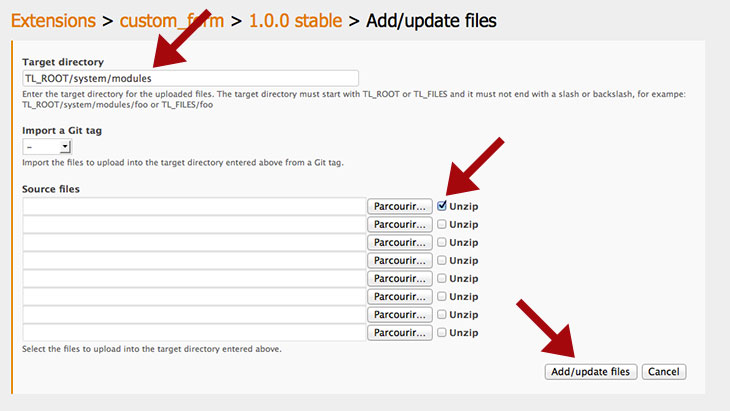 Extensions > custom_form > 1.0.0 stable > Add/update files
Target directory
TL_ROOT/system/modules
Enter the target directory for the uploaded files. The target directory must start with TL_ROOT or TL_FILES and it must not end with a slash or backslash, for exampe:
TL_ROOT/system/modules/foo or TL_FILES/foo
Import a Git tag
–
Import the files to upload into the target directory entered above from a Git tag.
Source files
Parcourir... Unzip
Parcourir... Unzip
Parcourir... Unzip
Parcourir... Unzip
Parcourir... Unzip
Parcourir... Unzip
Parcourir... Unzip
Parcourir... Unzip
Select the files to upload into the target directory entered above.
Add/update files Cancel